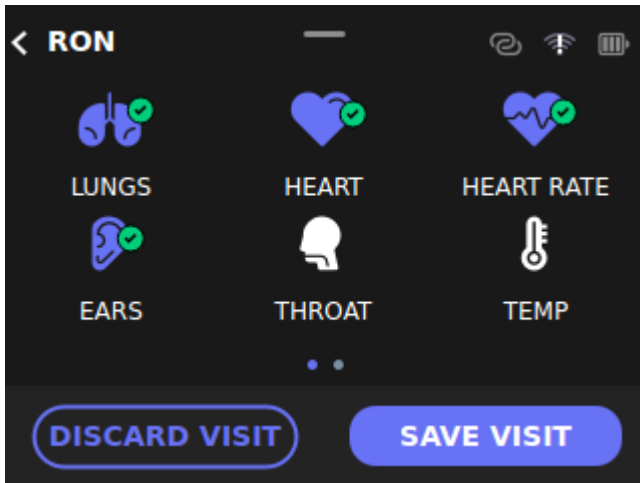 RON
LUNGS HEART HEART RATE
EARS THROAT TEMP
DISCARD VISIT SAVE VISIT